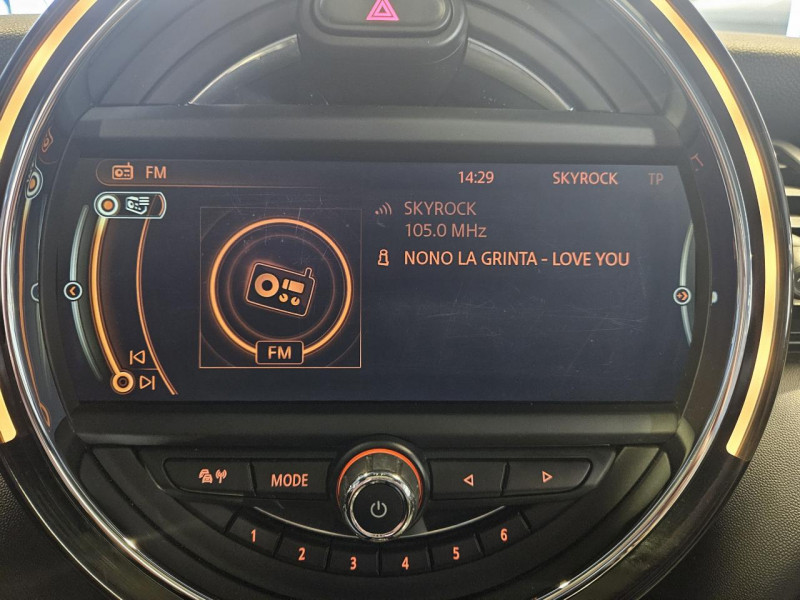 FM 14:29 SKYROCK TP
SKYROCK
105.0 MHz
NONO LA GRINTA - LOVE YOU
FM
MODE
1 2 3 4 5 6